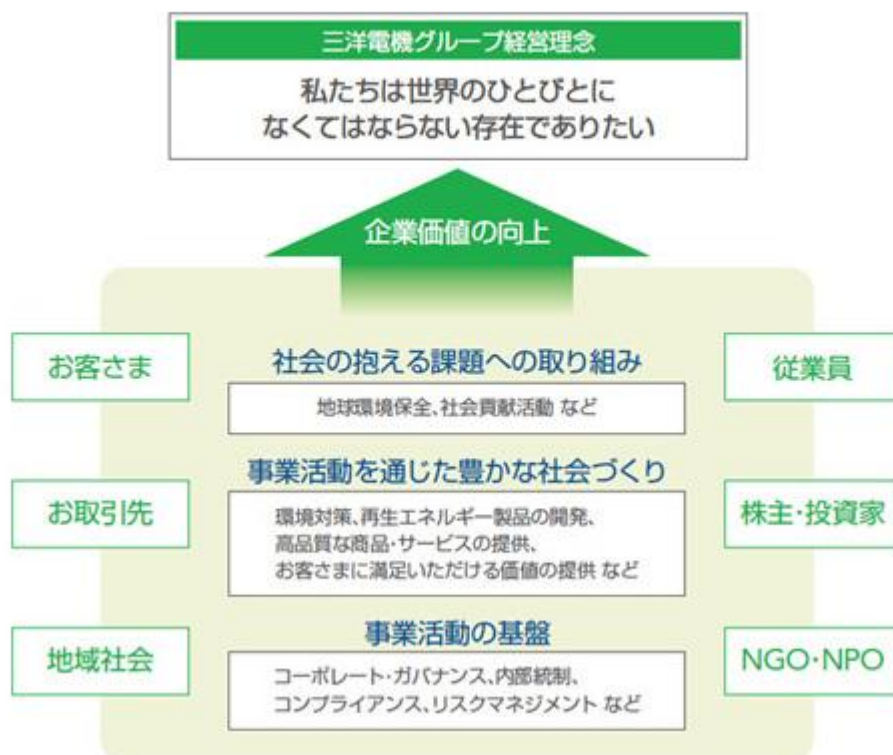 三洋電機グループ経営理念
私たちは世界のひとびとに
なくてはならない存在でありたい
企業価値の向上
お客さま
お取引先
地域社会
社会の抱える課題への取り組み
地球環境保全、社会貢献活動 など
事業活動を通じた豊かな社会づくり
環境対策、再生エネルギー製品の開発、
高品質な商品・サービスの提供、
お客さまに満足いただける価値の提供 など
事業活動の基盤
コーポレート・ガバナンス、内部統制、
コンプライアンス、リスクマネジメント など
従業員
株主・投資家
NGO・NPO